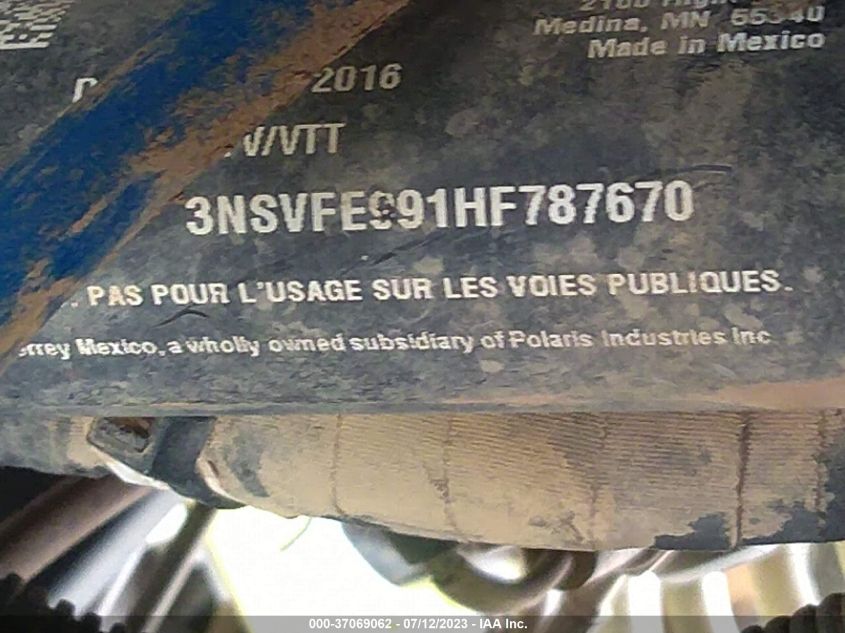 Medina, MN 55340
Made in Mexico
2016
V/VTT
3NSVFE991HF787670
. PAS POUR L'USAGE SUR LES VOIES PUBLIQUES.
Mexico, a wholly owned subsidiary of Polaris Industries Inc
000-37069062 - 07/12/2023 - IAA Inc.